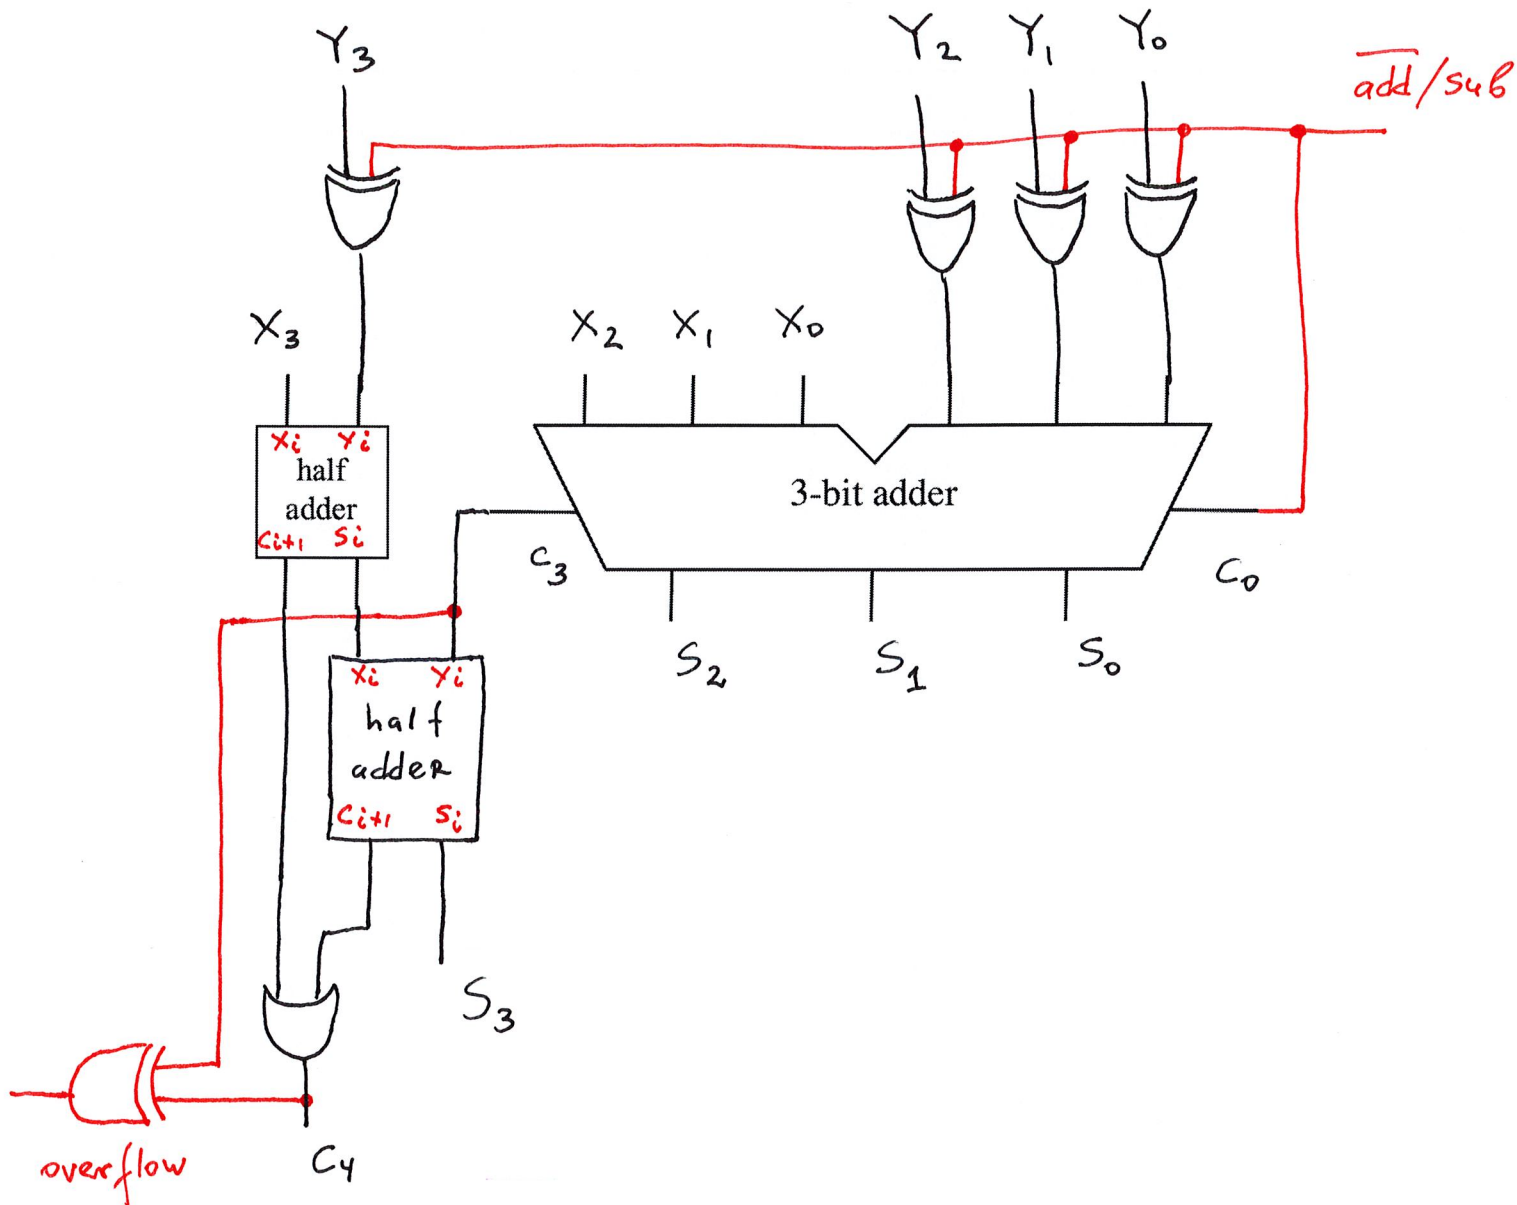 Y3 Y2 Y1 Y0
add/sub
X3 X2 X1 X0
xi yi
half
adder
ci+1 si
3-bit adder
C3 C0
S2 S1 S0
xi yi
half
adder
ci+1 si
S3
overflow
C4